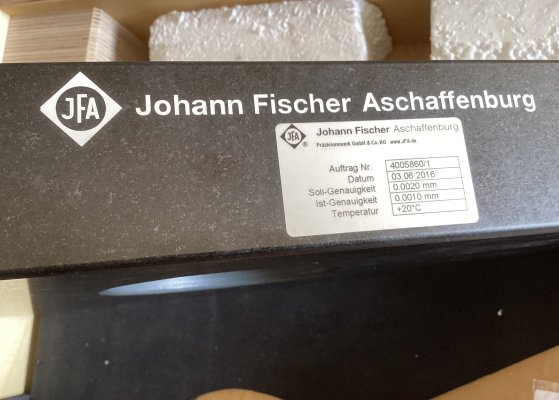 JFA Johann Fischer Aschaffenburg
JFA Johann Fischer Aschaffenburg
® Präzisionswerk GmbH & Co. KG www.JFA.de
Auftrag Nr. 4005860/1
Datum 03.06.2016
Soll-Genauigkeit 0.0020 mm
Ist-Genauigkeit 0.0010 mm
Temperatur +20°C